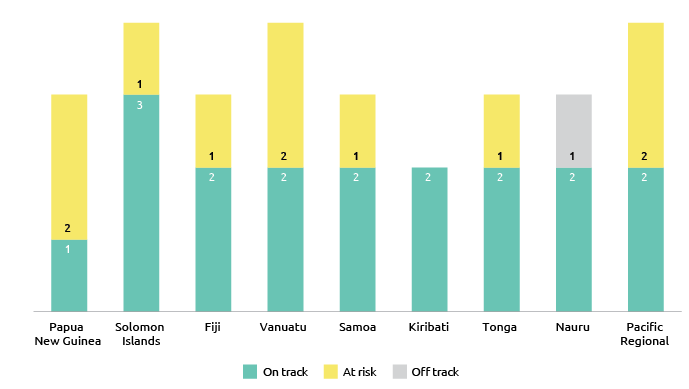 1
3
1
2
2
2
1
2
1
2
2
1
2
1
2
2
2
1
Papua
New Guinea
Solomon
Islands
Fiji
Vanuatu
Samoa
Kiribati
Tonga
Nauru
Pacific
Regional
On track
At risk
Off track